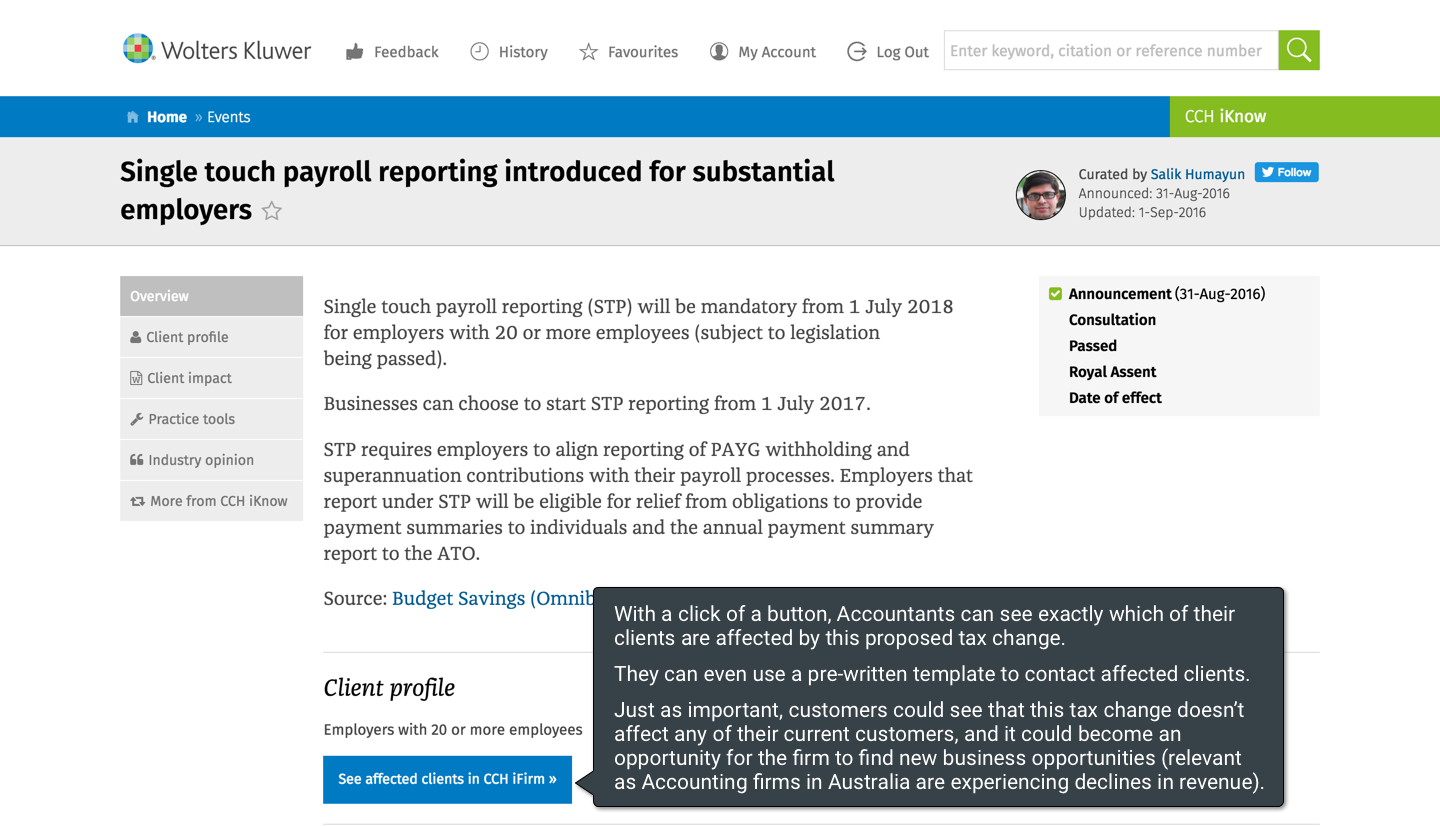 Wolters Kluwer
Feedback
History
Favourites
My Account
Log Out
Enter keyword, citation or reference number
Home » Events
CCH iKnow
Single touch payroll reporting introduced for substantial
employers
Curated by Salik Humayun
Follow
Announced: 31-Aug-2016
Updated: 1-Sep-2016
Overview
Client profile
Client impact
Practice tools
Industry opinion
More from CCH iKnow
Single touch payroll reporting (STP) will be mandatory from 1 July 2018
for employers with 20 or more employees (subject to legislation
being passed).
Businesses can choose to start STP reporting from 1 July 2017.
STP requires employers to align reporting of PAYG withholding and
superannuation contributions with their payroll processes. Employers that
report under STP will be eligible for relief from obligations to provide
payment summaries to individuals and the annual payment summary
report to the ATO.
Source: Budget Savings (Omnib
Announcement (31-Aug-2016)
Consultation
Passed
Royal Assent
Date of effect
Client profile
Employers with 20 or more employees
See affected clients in CCH iFirm »
With a click of a button, Accountants can see exactly which of their
clients are affected by this proposed tax change.
They can even use a pre-written template to contact affected clients.
Just as important, customers could see that this tax change doesn’t
affect any of their current customers, and it could become an
opportunity for the firm to find new business opportunities (relevant
as Accounting firms in Australia are experiencing declines in revenue).